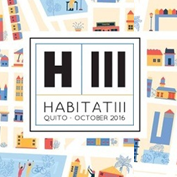 H III
HABITAT III
QUITO - OCTOBER 2016